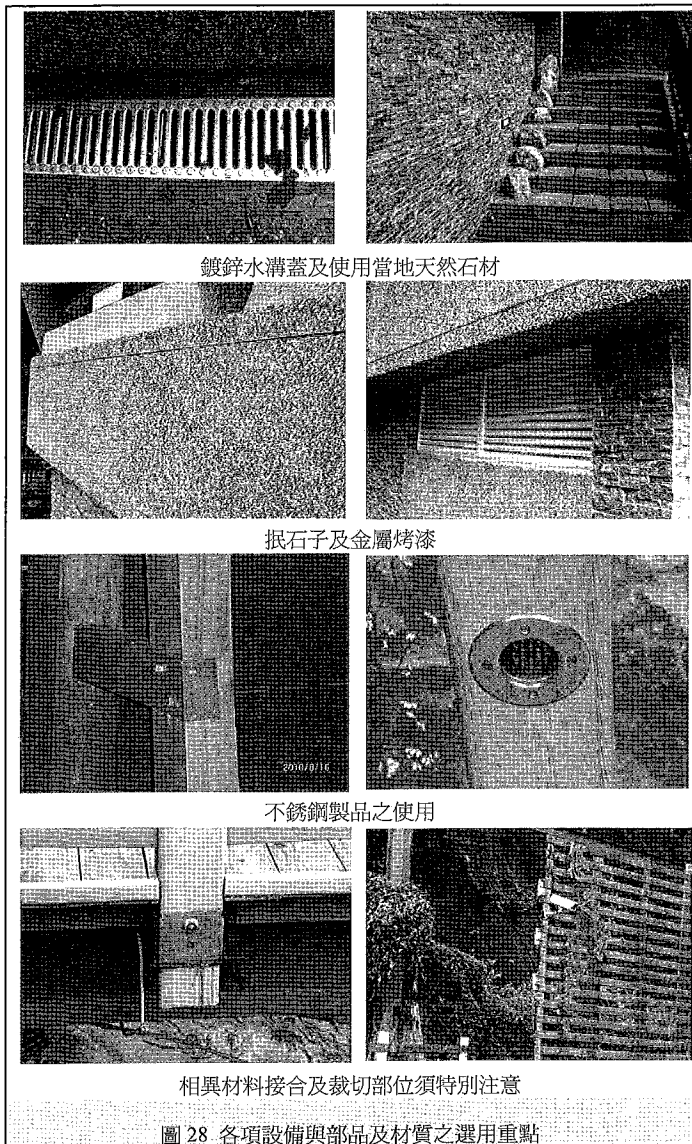 鍍鋅水溝蓋及使用當地天然石材
抿石子及金屬烤漆
2010/8/16
不銹鋼製品之使用
相異材料接合及裁切部位須特別注意
圖 28 各項設備與部品及材質之選用重點